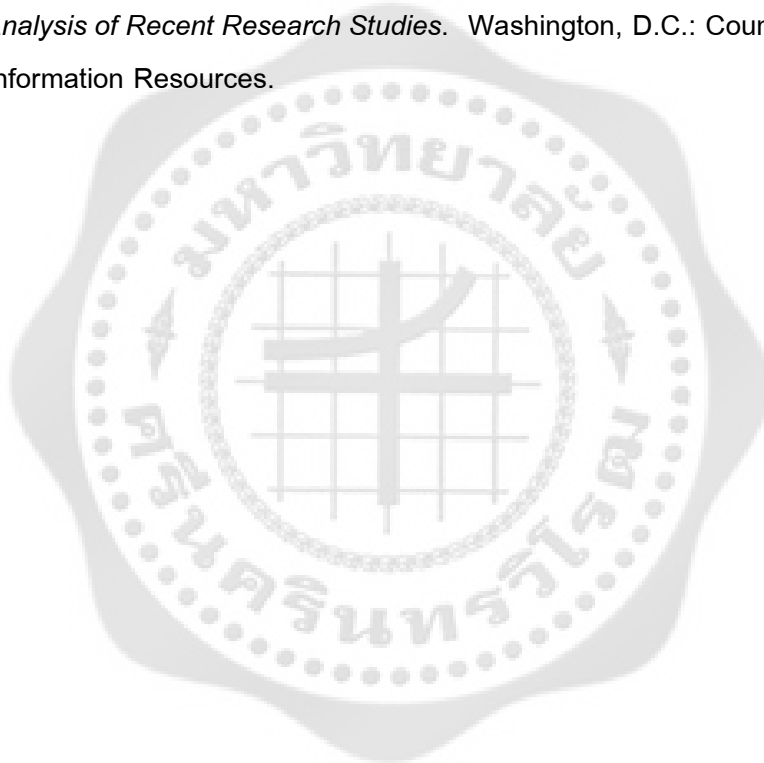 nalysis of Recent Research Studies. Washington, D.C.: Coun
nformation Resources.
มหาวิทยาลัย
ศรีนครินทรวิโรฒ